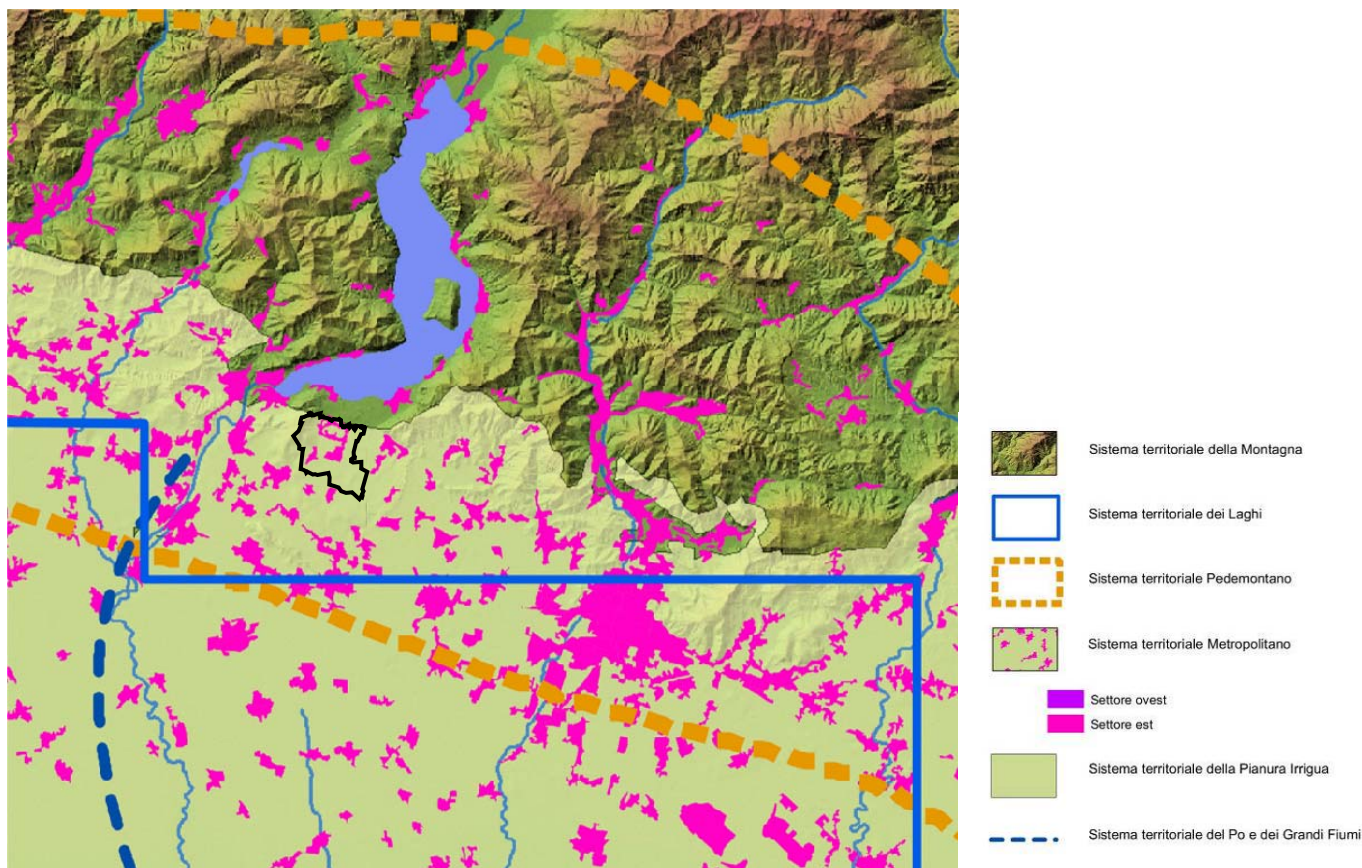 Sistema territoriale della Montagna
Sistema territoriale dei Laghi
Sistema territoriale Pedemontano
Sistema territoriale Metropolitano
Settore ovest
Settore est
Sistema territoriale della Pianura Irrigua
Sistema territoriale del Po e dei Grandi Fiumi